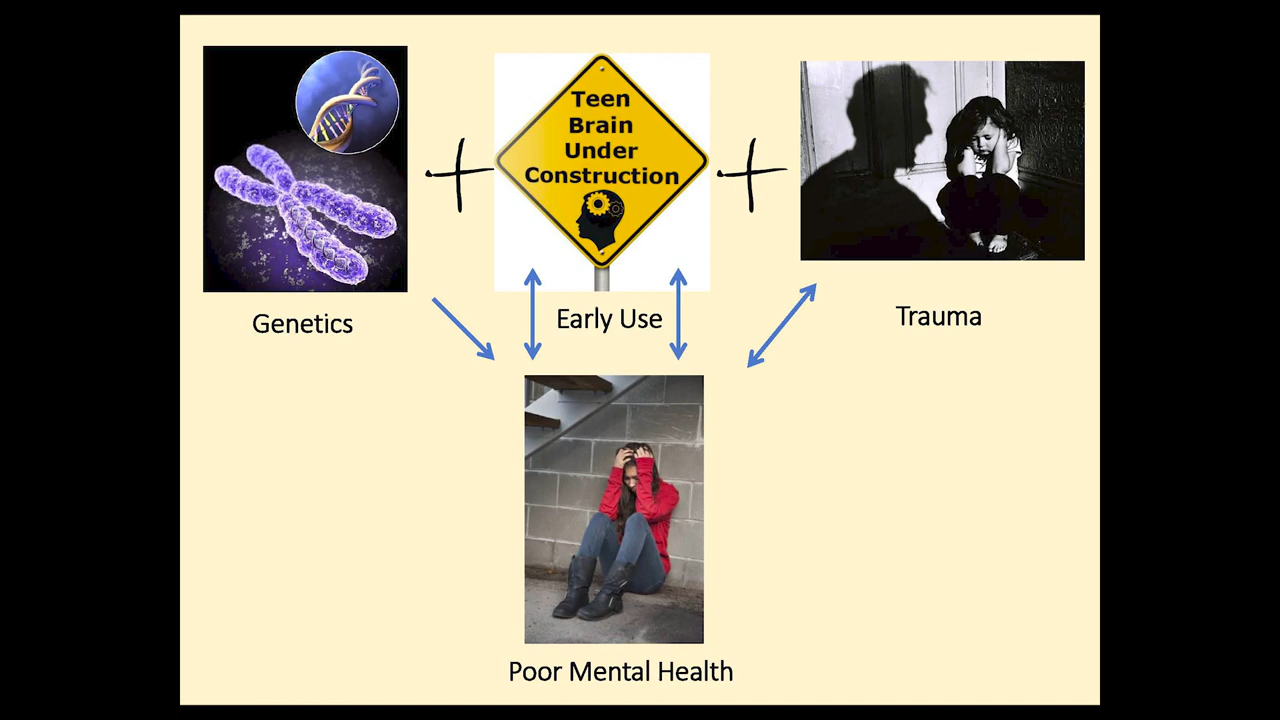 Teen
Brain
Under
Construction
Genetics
+
Early Use
+
Trauma
Poor Mental Health